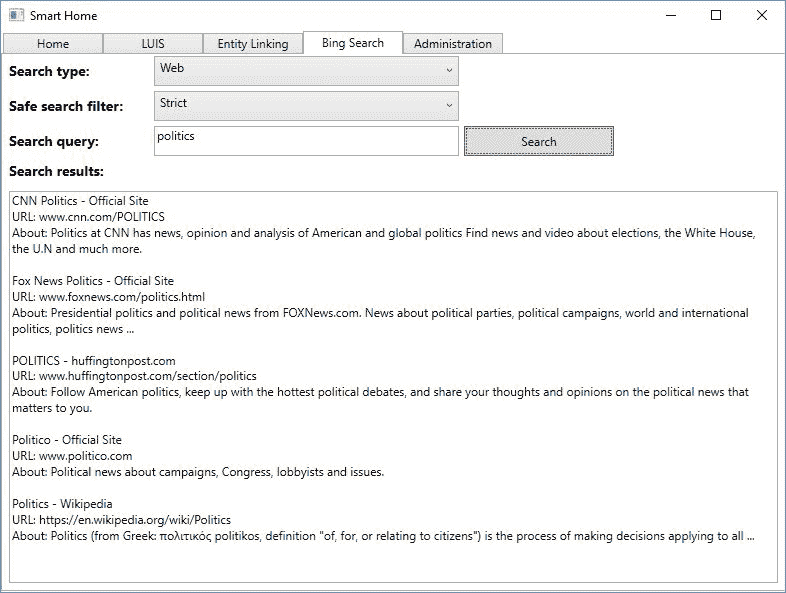 Smart Home
Home
LUIS
Entity Linking
Bing Search
Administration
Search type:
Web
Safe search filter:
Strict
Search query:
politics
Search
Search results:
CNN Politics - Official Site
URL: www.cnn.com/POLITICS
About: Politics at CNN has news, opinion and analysis of American and global politics Find news and video about elections, the White House,
the U.N and much more.
Fox News Politics - Official Site
URL: www.foxnews.com/politics.html
About: Presidential politics and political news from FOXNews.com. News about political parties, political campaigns, world and international
politics, politics news ...
POLITICS - huffingtonpost.com
URL: www.huffingtonpost.com/section/politics
About: Follow American politics, keep up with the hottest political debates, and share your thoughts and opinions on the political news that
matters to you.
Politico - Official Site
URL: www.politico.com
About: Political news about campaigns, Congress, lobbyists and issues.
Politics - Wikipedia
URL: https://en.wikipedia.org/wiki/Politics
About: Politics (from Greek: πολιτικός politikos, definition "of, for, or relating to citizens") is the process of making decisions applying to all ...